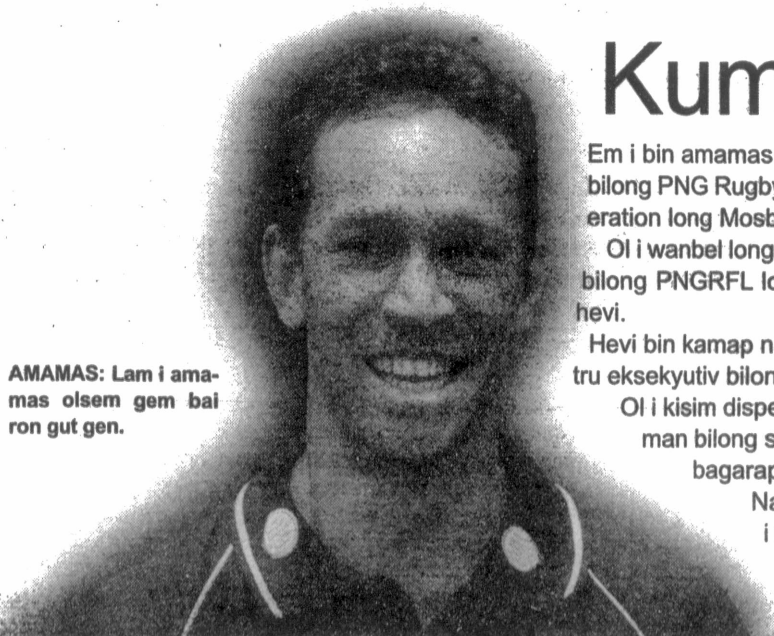 Kum
Em i bin amamas
bilong PNG Rugby
eration long Mosb
Ol i wanbel long
bilong PNGRFL lo
hevi.
Hevi bin kamap n
tru eksekyutiv bilon
Ol i kisim dispe
man bilong s
bagarap
Na
i
AMAMAS: Lam i ama-
mas olsem gem bai
ron gut gen.